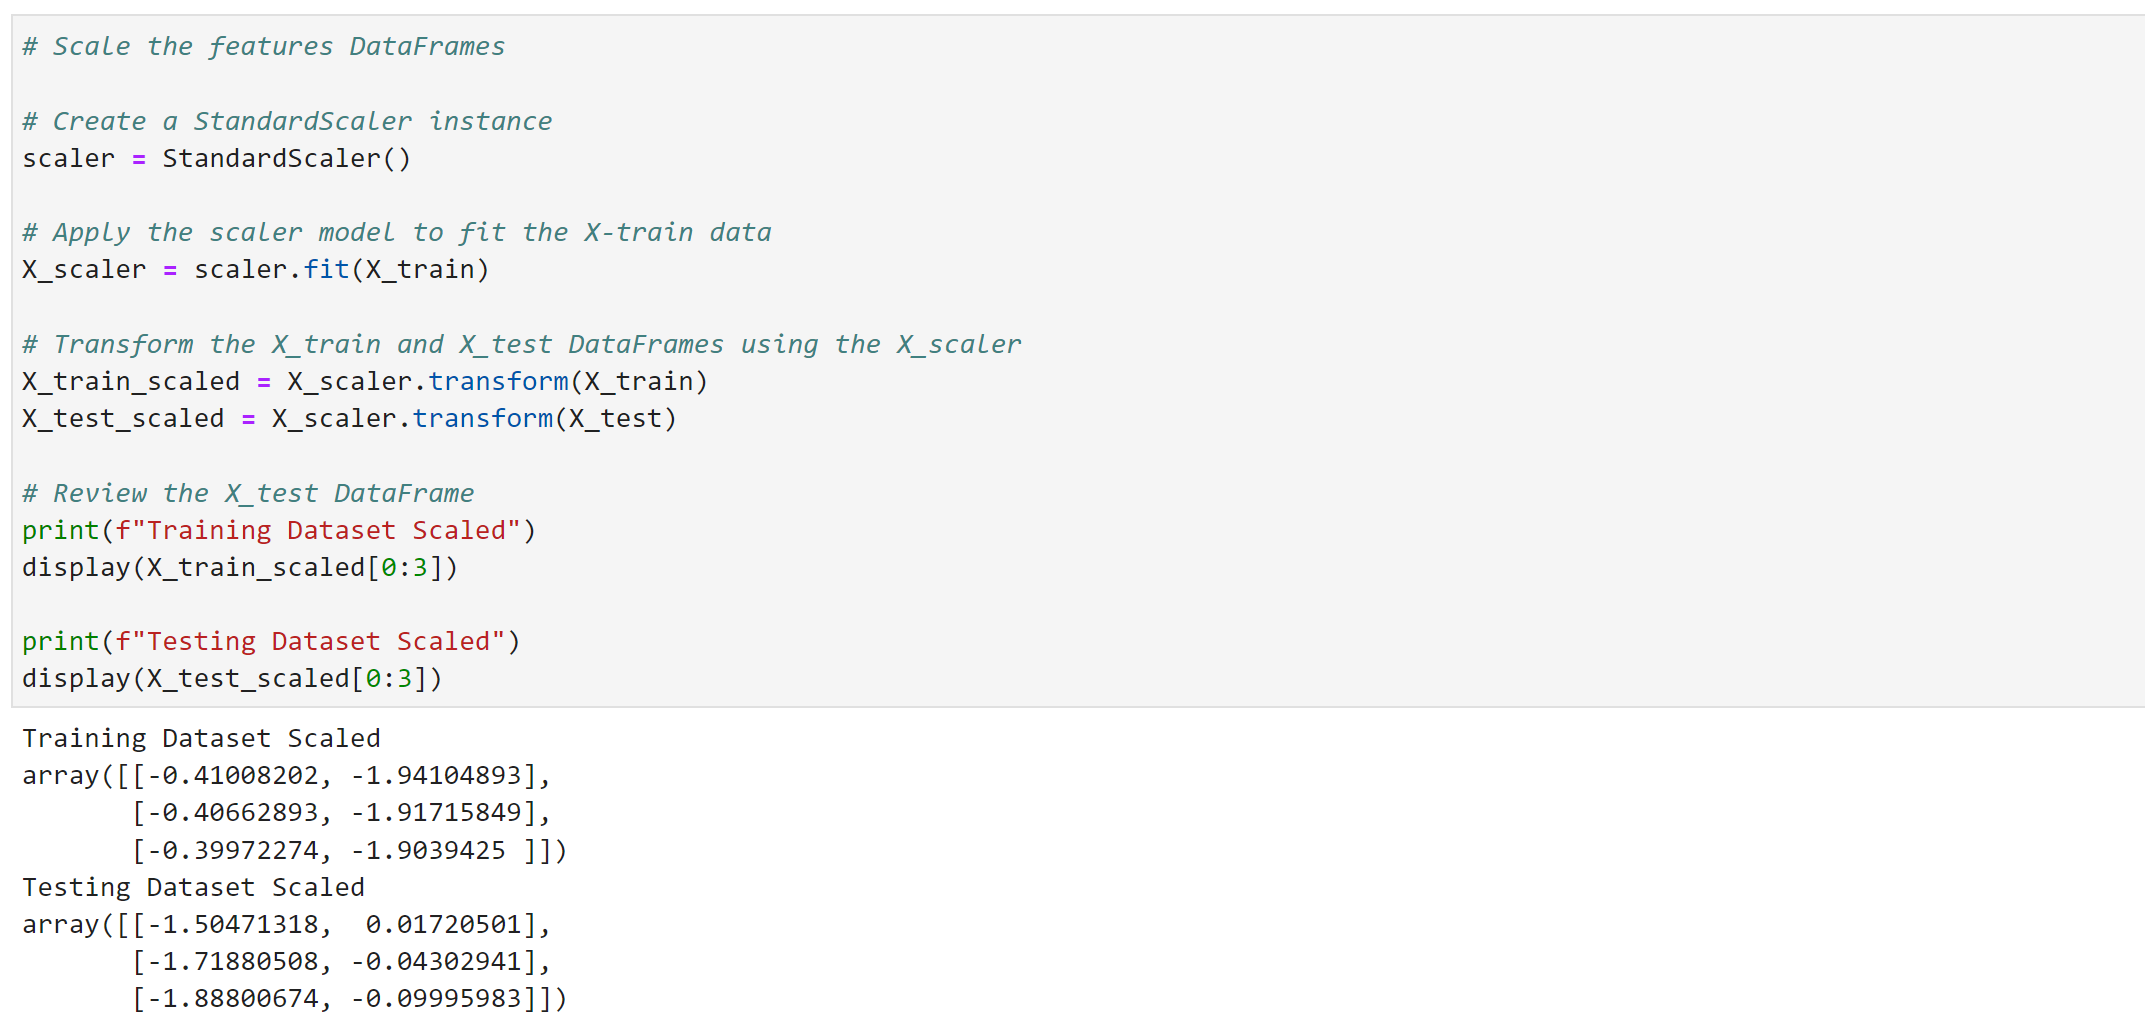 # Scale the features DataFrames
# Create a StandardScaler instance
scaler = StandardScaler()
# Apply the scaler model to fit the X-train data
X_scaler = scaler.fit(X_train)
# Transform the X_train and X_test DataFrames using the X_scaler
X_train_scaled = X_scaler.transform(X_train)
X_test_scaled = X_scaler.transform(X_test)
# Review the X_test DataFrame
print(f"Training Dataset Scaled")
display(X_train_scaled[0:3])
print(f"Testing Dataset Scaled")
display(X_test_scaled[0:3])
Training Dataset Scaled
array([[-0.41008202, -1.94104893],
       [-0.40662893, -1.91715849],
       [-0.39972274, -1.9039425 ]])
Testing Dataset Scaled
array([[-1.50471318,  0.01720501],
       [-1.71880508, -0.04302941],
       [-1.88800674, -0.09995983]])